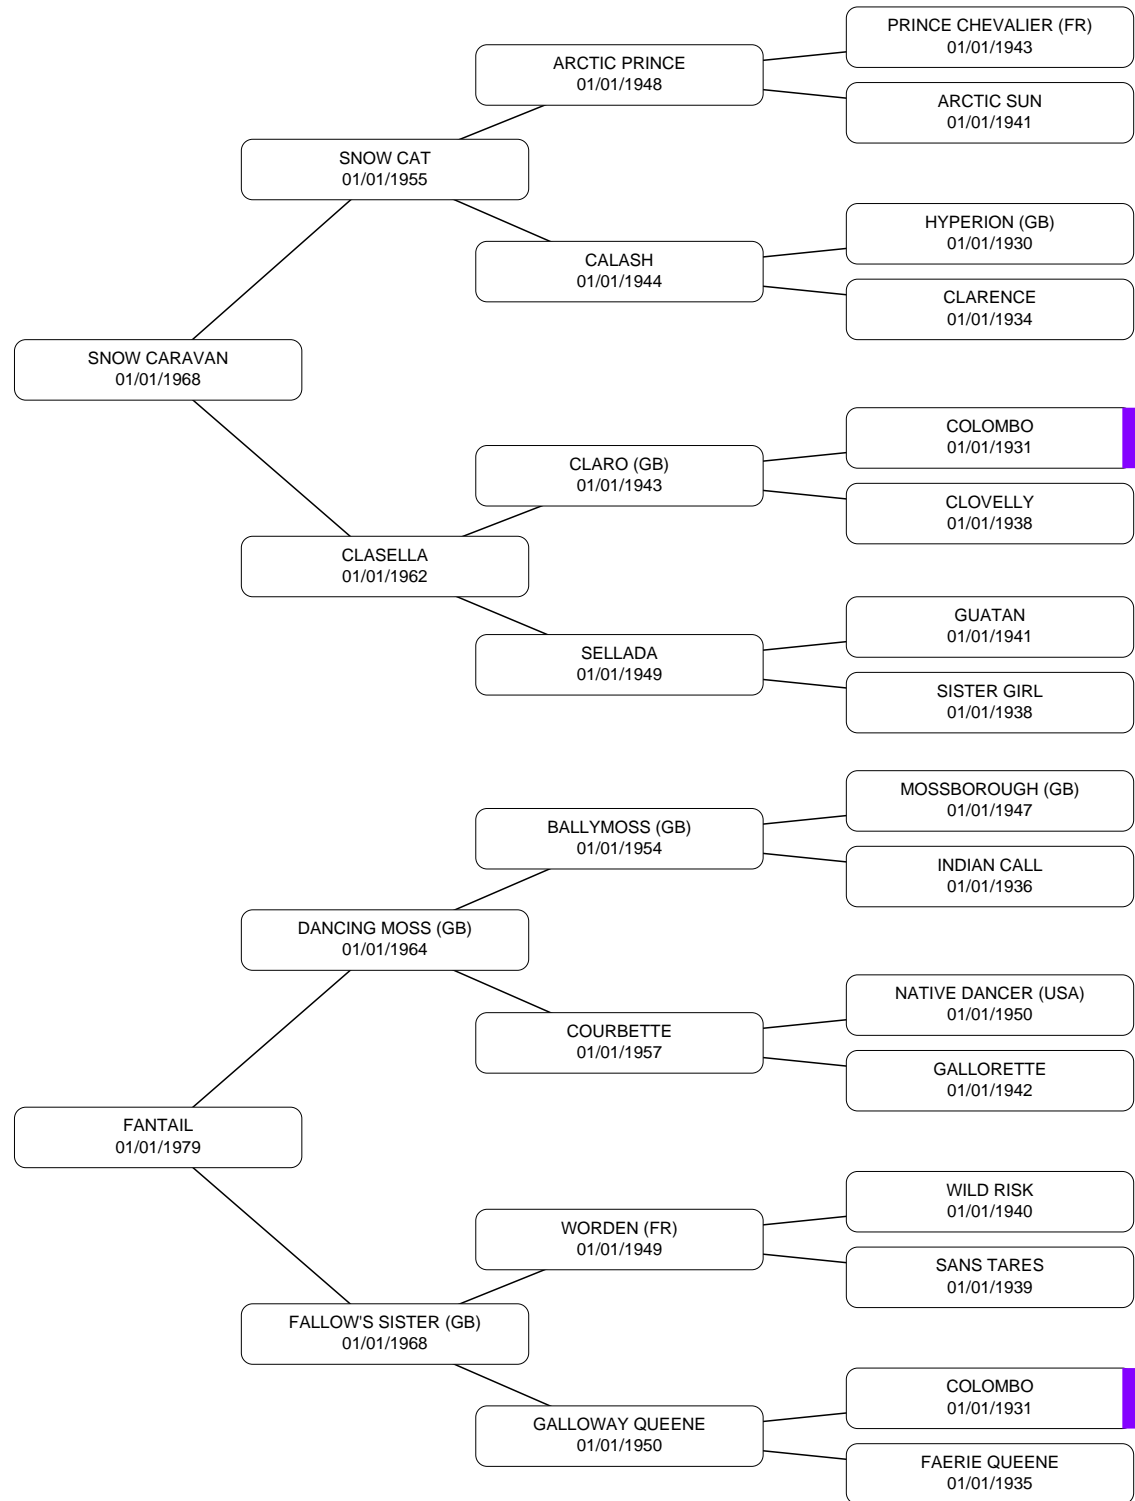 PRINCE CHEVALIER (FR)
01/01/1943
ARCTIC PRINCE
01/01/1948
ARCTIC SUN
01/01/1941
SNOW CAT
01/01/1955
HYPERION (GB)
01/01/1930
CALASH
01/01/1944
CLARENCE
01/01/1934
SNOW CARAVAN
01/01/1968
COLOMBO
01/01/1931
CLARO (GB)
01/01/1943
CLOVELLY
01/01/1938
CLASELLA
01/01/1962
GUATAN
01/01/1941
SELLADA
01/01/1949
SISTER GIRL
01/01/1938
MOSSBOROUGH (GB)
01/01/1947
BALLYMOSS (GB)
01/01/1954
INDIAN CALL
01/01/1936
DANCING MOSS (GB)
01/01/1964
NATIVE DANCER (USA)
01/01/1950
COURBETTE
01/01/1957
GALLORETTE
01/01/1942
FANTAIL
01/01/1979
WILD RISK
01/01/1940
WORDEN (FR)
01/01/1949
SANS TARES
01/01/1939
FALLOW'S SISTER (GB)
01/01/1968
COLOMBO
01/01/1931
GALLOWAY QUEENE
01/01/1950
FAERIE QUEENE
01/01/1935